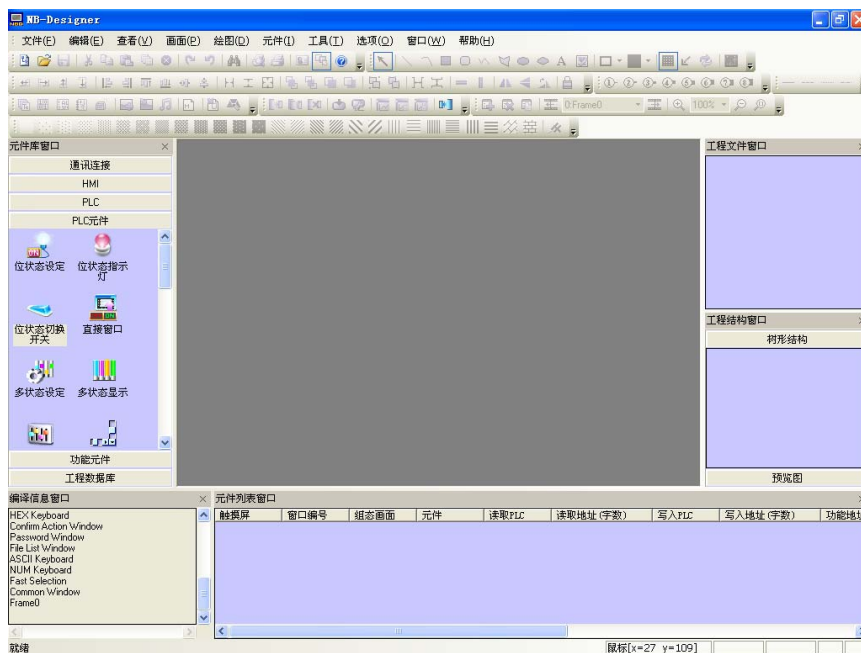 NB-Designer
文件(F) 编辑(E) 查看(V) 画面(P) 绘图(D) 元件(I) 工具(T) 选项(O) 窗口(W) 帮助(H)
0:Frame0 100%
元件库窗口
通讯连接
HMI
PLC
PLC元件
位状态设定 位状态指示灯
位状态切换开关 直接窗口
多状态设定 多状态显示
功能元件
工程数据库
工程文件窗口
工程结构窗口
树形结构
预览图
编译信息窗口
HEX Keyboard
Confirm Action Window
Password Window
File List Window
ASCII Keyboard
NUM Keyboard
Fast Selection
Common Window
Frame0
元件列表窗口
触摸屏 窗口编号 组态画面 元件 读取PLC 读取地址(字数) 写入PLC 写入地址(字数) 功能地址
就绪
鼠标[x=27 y=109]